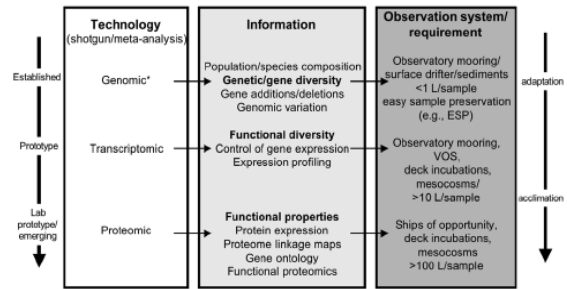 Technology
(shotgun/meta-analysis)
Information
Observation system/
requirement
Established
Prototype
Lab
prototype/
emerging
Genomic*
Transcriptomic
Proteomic
Population/species composition
Genetic/gene diversity
Gene additions/deletions
Genomic variation
Functional diversity
Control of gene expression
Expression profiling
Functional properties
Protein expression
Proteome linkage maps
Gene ontology
Functional proteomics
Observatory mooring/
surface drifter/sediments
<1 L/sample
easy sample preservation
(e.g., ESP)
Observatory mooring,
VOS,
deck incubations,
mesocosms/
>10 L/sample
Ships of opportunity,
deck incubations,
mesocosms
>100 L/sample
adaptation
acclimation